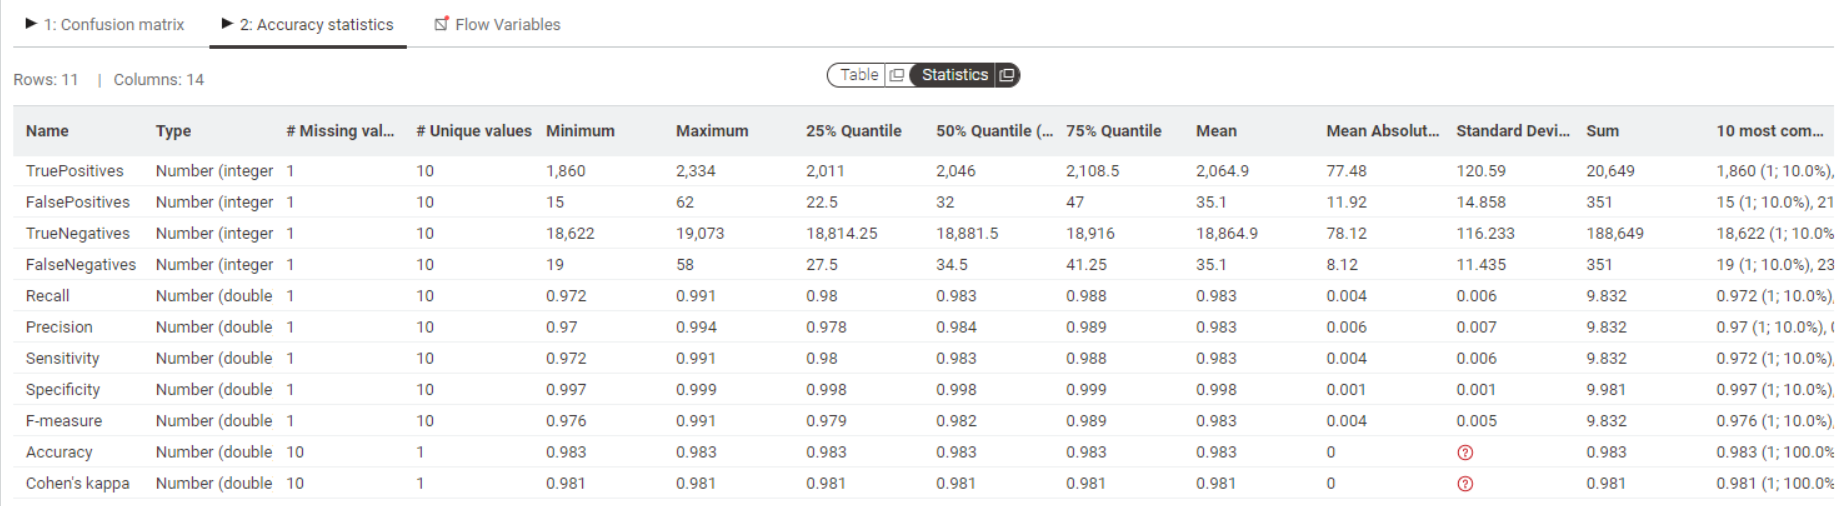 1: Confusion matrix 2: Accuracy statistics Flow Variables
Rows: 11 | Columns: 14 Table Statistics
Name Type # Missing val... # Unique values Minimum Maximum 25% Quantile 50% Quantile (... 75% Quantile Mean Mean Absolut... Standard Devi... Sum 10 most com...
TruePositives Number (integer 1 10 1,860 2,334 2,011 2,046 2,108.5 2,064.9 77.48 120.59 20,649 1,860 (1; 10.0%),
FalsePositives Number (integer 1 10 15 62 22.5 32 47 35.1 11.92 14.858 351 15 (1; 10.0%), 21
TrueNegatives Number (integer 1 10 18,622 19,073 18,814.25 18,881.5 18,916 18,864.9 78.12 116.233 188,649 18,622 (1; 10.0%
FalseNegatives Number (integer 1 10 19 58 27.5 34.5 41.25 35.1 8.12 11.435 351 19 (1; 10.0%), 23
Recall Number (double 1 10 0.972 0.991 0.98 0.983 0.988 0.983 0.004 0.006 9.832 0.972 (1; 10.0%),
Precision Number (double 1 10 0.97 0.994 0.978 0.984 0.989 0.983 0.006 0.007 9.832 0.97 (1; 10.0%),
Sensitivity Number (double 1 10 0.972 0.991 0.98 0.983 0.988 0.983 0.004 0.006 9.832 0.972 (1; 10.0%),
Specificity Number (double 1 10 0.997 0.999 0.998 0.998 0.999 0.998 0.001 0.001 9.981 0.997 (1; 10.0%),
F-measure Number (double 1 10 0.976 0.991 0.979 0.982 0.989 0.983 0.004 0.005 9.832 0.976 (1; 10.0%),
Accuracy Number (double 10 1 0.983 0.983 0.983 0.983 0.983 0.983 0 ? 0.983 0.983 (1; 100.0%
Cohen's kappa Number (double 10 1 0.981 0.981 0.981 0.981 0.981 0.981 0 ? 0.981 0.981 (1; 100.0%